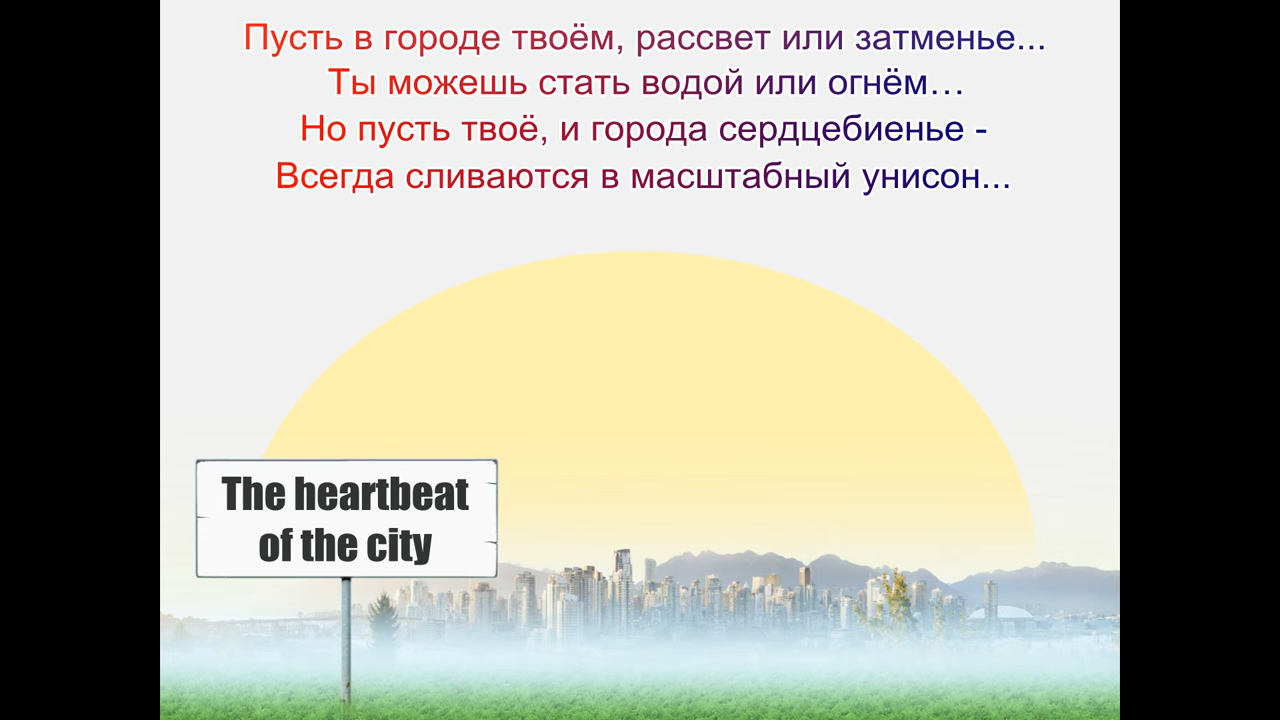 Пусть в городе твоём, рассвет или затменье...
Ты можешь стать водой или огнём…
Но пусть твоё, и города сердцебиенье -
Всегда сливаются в масштабный унисон...
The heartbeat
of the city